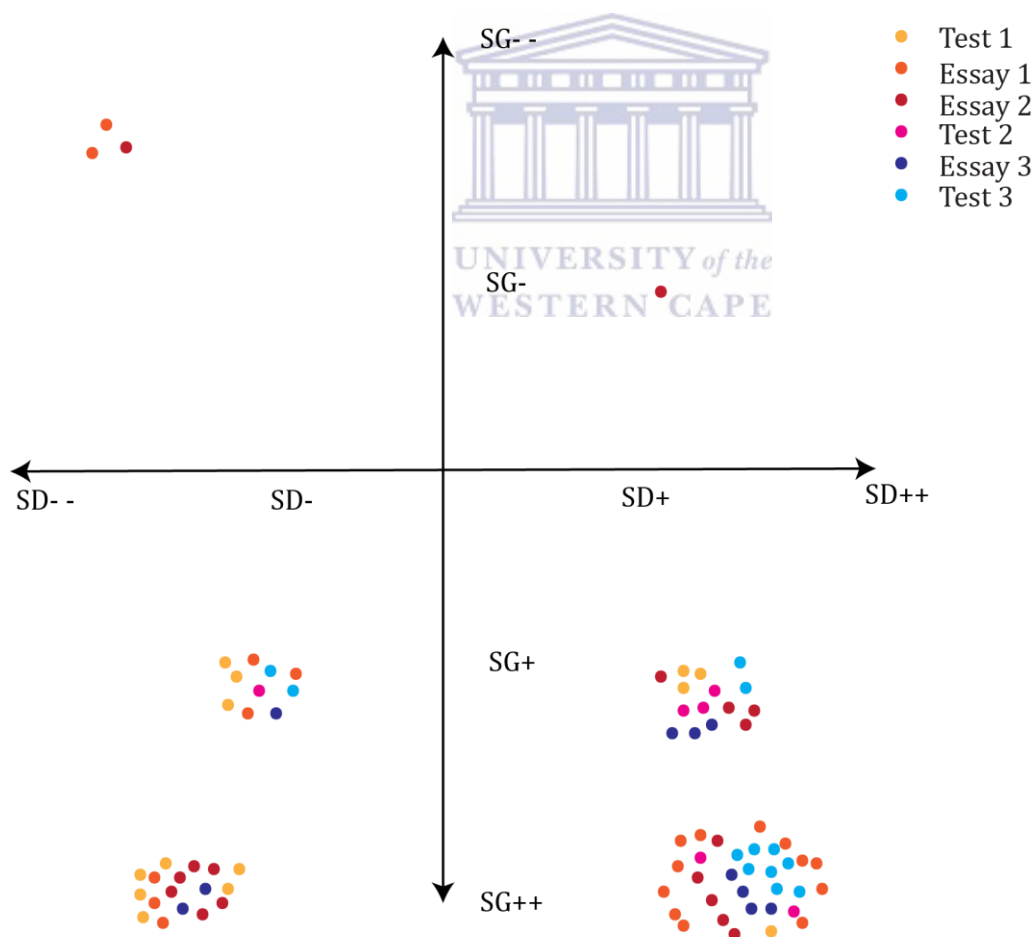 SG- -
Test 1
Essay 1
Essay 2
Test 2
Essay 3
Test 3
UNIVERSITY of the
SG-
WESTERN CAPE
SD- -
SD-
SD+
SD++
SG+
SG++